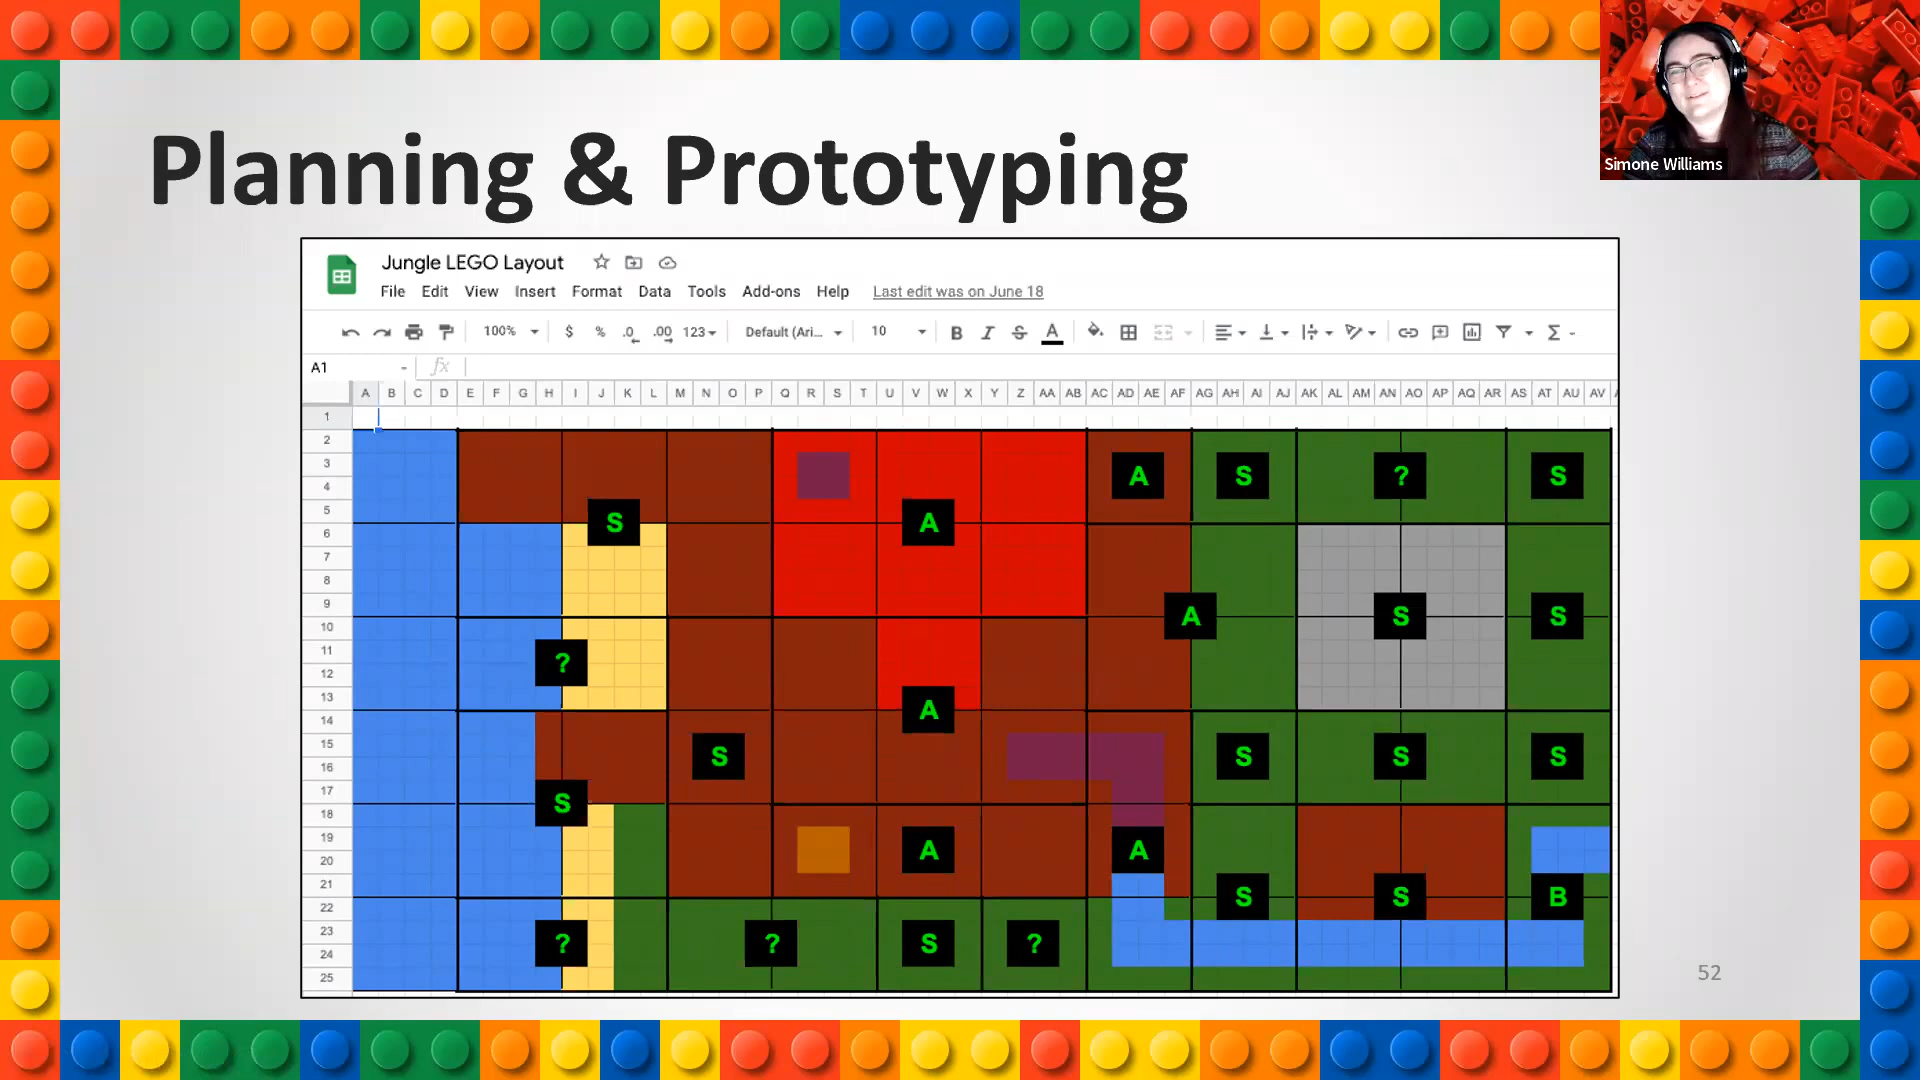 Simone Williams
Planning & Prototyping
Jungle LEGO Layout
File Edit View Insert Format Data Tools Add-ons Help Last edit was on June 18
100% $ % .0 .00 123 Default (Ari... 10 B I S A Σ
A1 fx
A B C D E F G H I J K L M N O P Q R S T U V W X Y Z AA AB AC AD AE AF AG AH AI AJ AK AL AM AN AO AP AQ AR AS AT AU AV
1
2
3
A S ? S
4
5
S A
6
7
8
9
A S S
10
11
?
12
13
A
14
15
S S S S
16
17
S
18
19
A A
20
21
S S B
22
23
? ? S ?
24
25
52